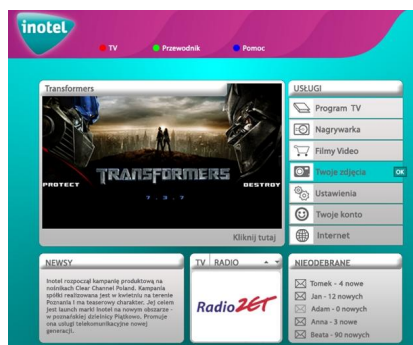 inotel
TV
Przewodnik
Pomoc
Transformers
PROTECT
TRANSFORMERS
DESTROY
7 . 3 . 7
Kliknij tutaj
USŁUGI
Program TV
Nagrywarka
Filmy Video
Twoje zdjęcia
OK
Ustawienia
Twoje konto
Internet
NEWSY
Inotel rozpoczął kampanię produktową na
nośnikach Clear Channel Poland. Kampania
spółki realizowana jest w kwietniu na terenie
Poznania i ma teaserowy charakter. Jej celem
jest launch marki Inotel na nowym obszarze -
w poznańskiej dzielnicy Piątkowo. Promuje
ona usługi telekomunikacyjne nowej
generacji.
TV RADIO
Radio ZET
NIEODEBRANE
Tomek - 4 nowe
Jan - 12 nowych
Adam - 0 nowych
Anna - 3 nowe
Beata - 90 nowych